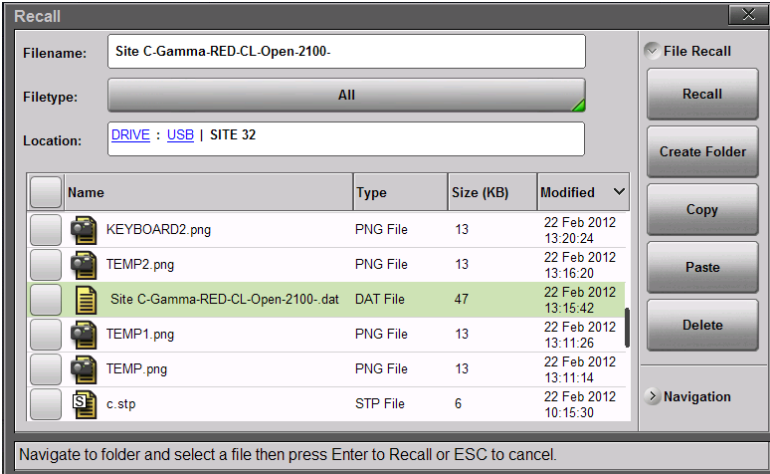 Recall
Filename: Site C-Gamma-RED-CL-Open-2100-
Filetype: All
Location: DRIVE : USB | SITE 32
Name Type Size (KB) Modified
KEYBOARD2.png PNG File 13 22 Feb 2012
13:20:24
TEMP2.png PNG File 13 22 Feb 2012
13:16:20
Site C-Gamma-RED-CL-Open-2100-.dat DAT File 47 22 Feb 2012
13:15:42
TEMP1.png PNG File 13 22 Feb 2012
13:11:26
TEMP.png PNG File 13 22 Feb 2012
13:11:14
S c.stp STP File 6 22 Feb 2012
10:15:30
File Recall
Recall
Create Folder
Copy
Paste
Delete
Navigation
Navigate to folder and select a file then press Enter to Recall or ESC to cancel.